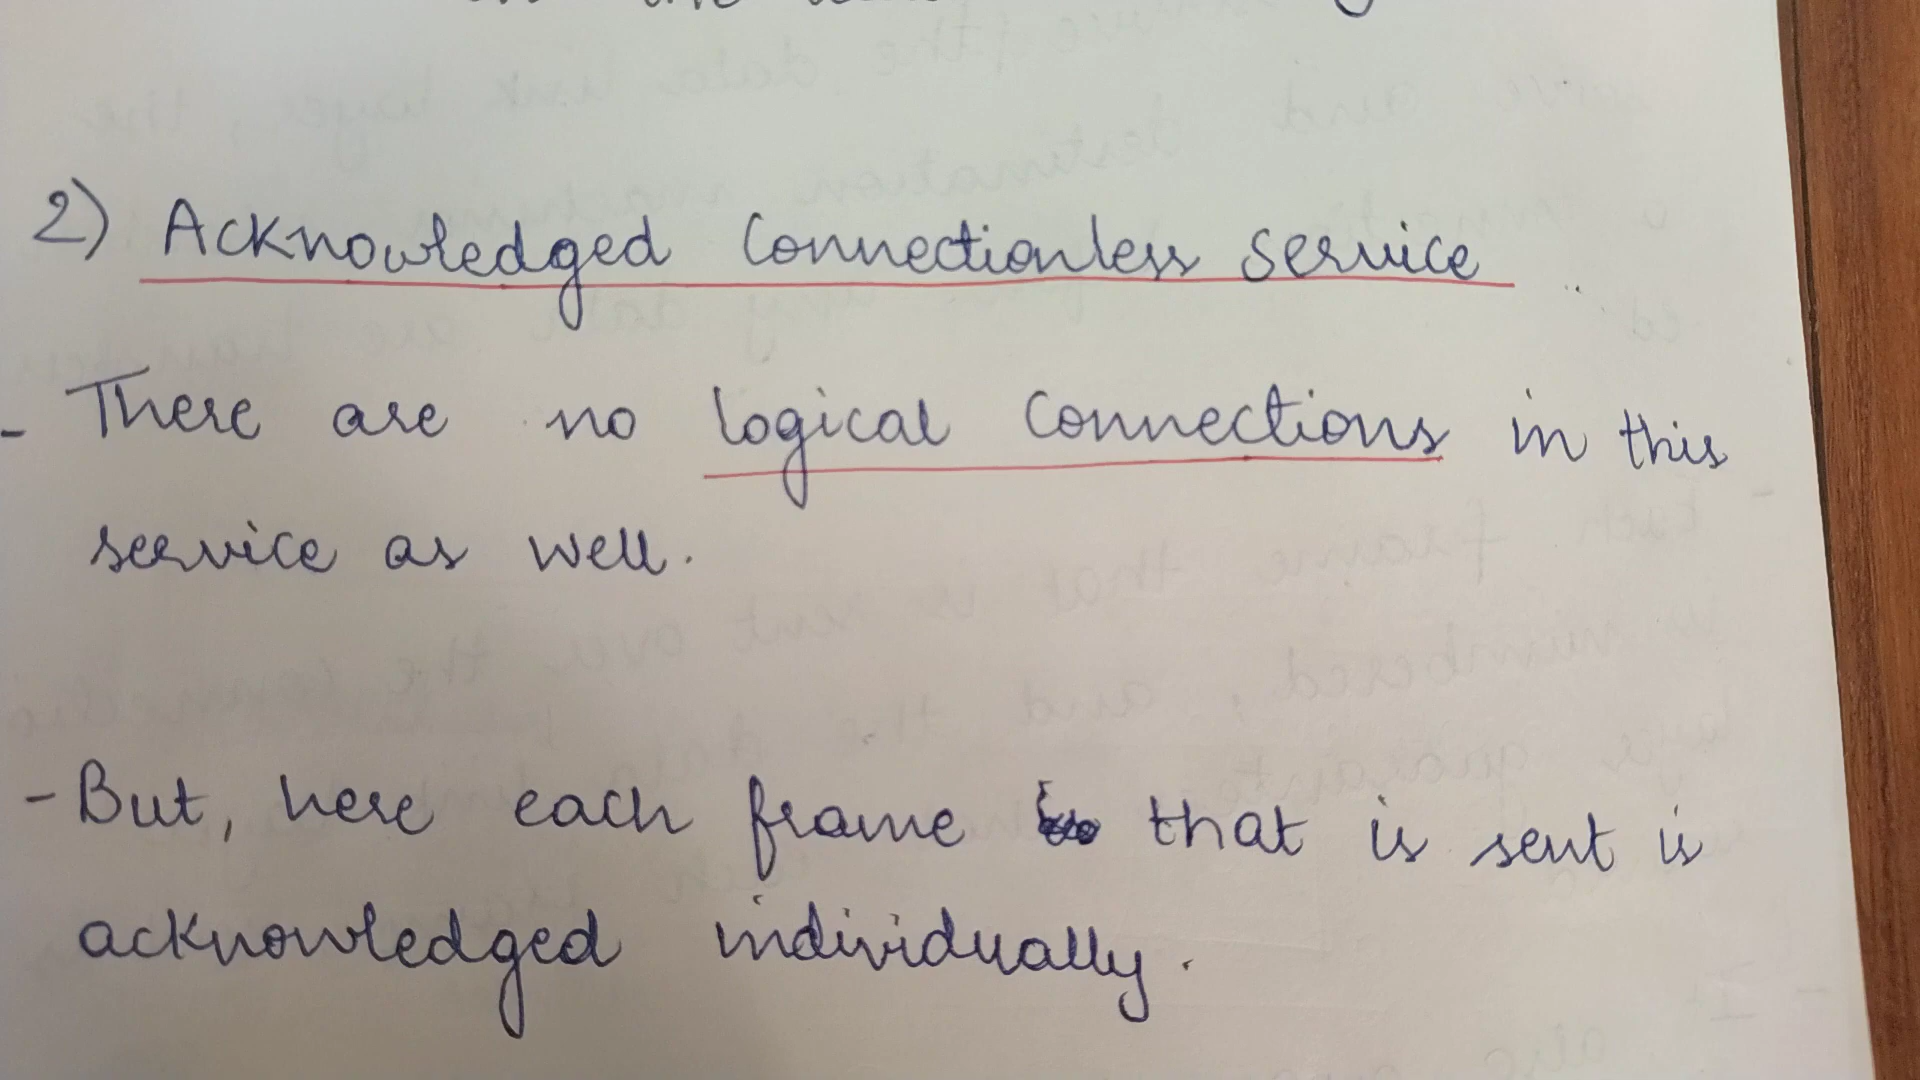 2) Acknowledged Connectionless service
- There are no logical connections in this
service as well.
- But, here each frame that is sent is
acknowledged individually.